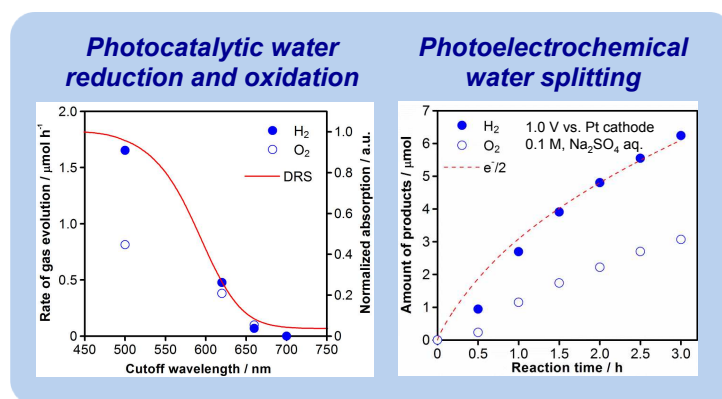 Photocatalytic water
reduction and oxidation
2.0
1.5
1.0
0.5
0
Rate of gas evolution / μmol h⁻¹
H₂
O₂
DRS
1.0
0.8
0.6
0.4
0.2
0
Normalized absorption / a.u.
450 500 550 600 650 700 750
Cutoff wavelength / nm
Photoelectrochemical
water splitting
7
6
5
4
3
2
1
0
Amount of products / μmol
H₂ 1.0 V vs. Pt cathode
O₂ 0.1 M, Na₂SO₄ aq.
e⁻/2
0 0.5 1.0 1.5 2.0 2.5 3.0
Reaction time / h